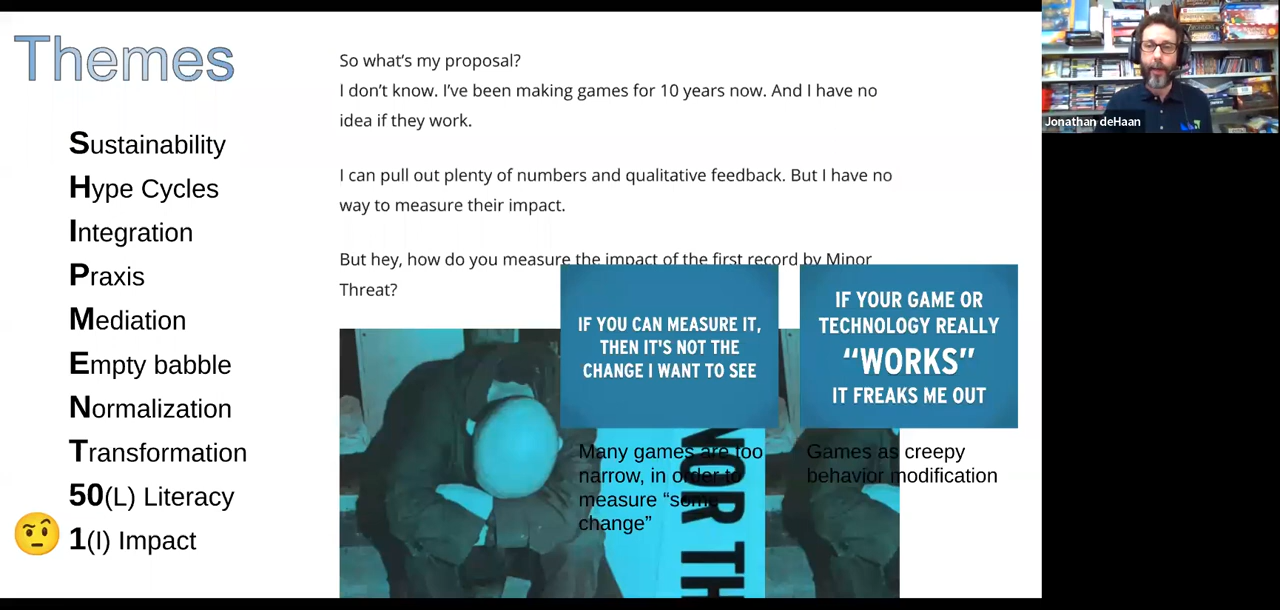 Themes
Sustainability
Hype Cycles
Integration
Praxis
Mediation
Empty babble
Normalization
Transformation
50(L) Literacy
1(I) Impact
So what's my proposal?
I don't know. I've been making games for 10 years now. And I have no
idea if they work.
I can pull out plenty of numbers and qualitative feedback. But I have no
way to measure their impact.
But hey, how do you measure the impact of the first record by Minor
Threat?
IF YOU CAN MEASURE IT,
THEN IT'S NOT THE
CHANGE I WANT TO SEE
IF YOUR GAME OR
TECHNOLOGY REALLY
“WORKS”
IT FREAKS ME OUT
Many games are too
narrow, in order to
measure “some
change”
Games as creepy
behavior modification
NOR TH
Jonathan deHaan